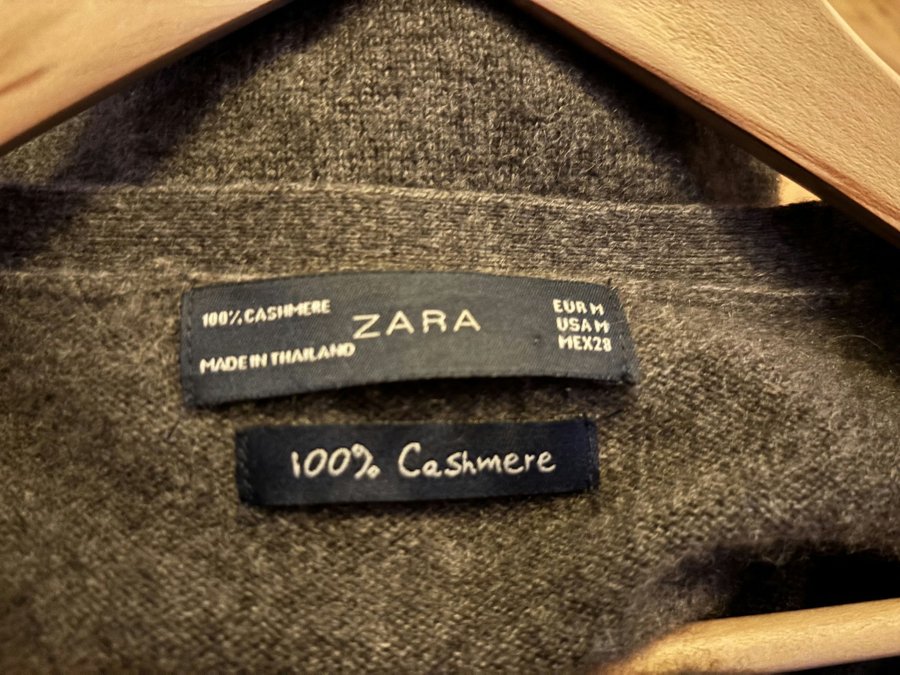 100% CASHMERE
ZARA
MADE IN THAILAND
EUR M
USA M
MEX 28
100% Cashmere